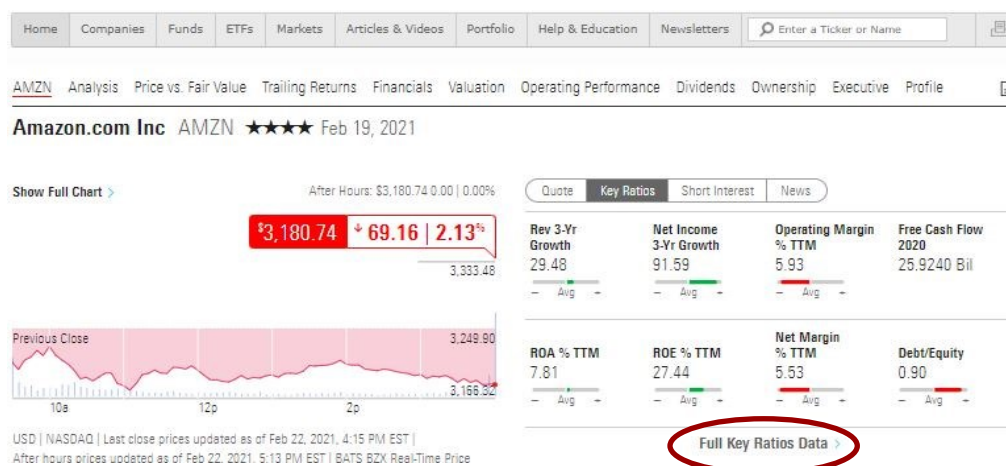 Home Companies Funds ETFs Markets Articles & Videos Portfolio Help & Education Newsletters Enter a Ticker or Name
AMZN Analysis Price vs. Fair Value Trailing Returns Financials Valuation Operating Performance Dividends Ownership Executive Profile
Amazon.com Inc AMZN ★★★★ Feb 19, 2021
Show Full Chart > After Hours: $3,180.74 0.00 | 0.00%
$3,180.74 ↓ 69.16 | 2.13%
3,333.48
Previous Close 3,249.90
3,166.32
10a 12p 2p
USD | NASDAQ | Last close prices updated as of Feb 22, 2021, 4:15 PM EST |
After hours prices updated as of Feb 22, 2021, 5:13 PM EST | BATS BZX Real-Time Price
Quote Key Ratios Short Interest News
Rev 3-Yr Growth Net Income 3-Yr Growth Operating Margin % TTM Free Cash Flow 2020
29.48 91.59 5.93 25.9240 Bil
– Avg + – Avg + – Avg +
ROA % TTM ROE % TTM Net Margin % TTM Debt/Equity
7.81 27.44 5.53 0.90
– Avg + – Avg + – Avg + – Avg +
Full Key Ratios Data >